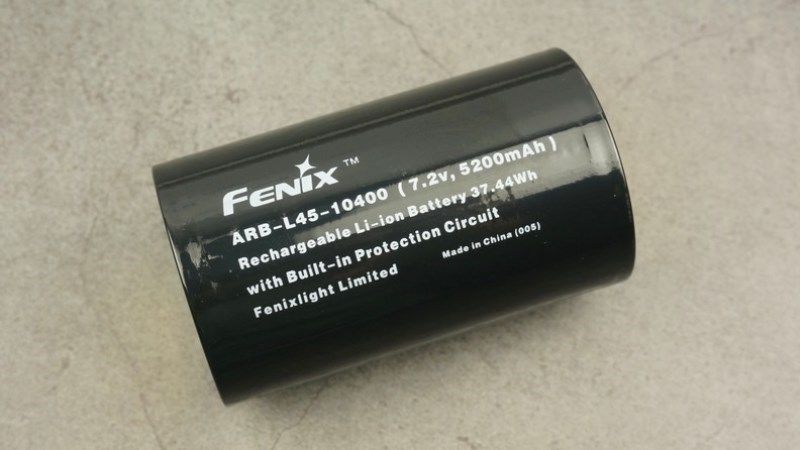 FENIX™
ARB-L45-10400 (7.2v, 5200mAh)
Rechargeable Li-ion Battery 37.44Wh
with Built-in Protection Circuit
Fenixlight Limited
Made in China (005)